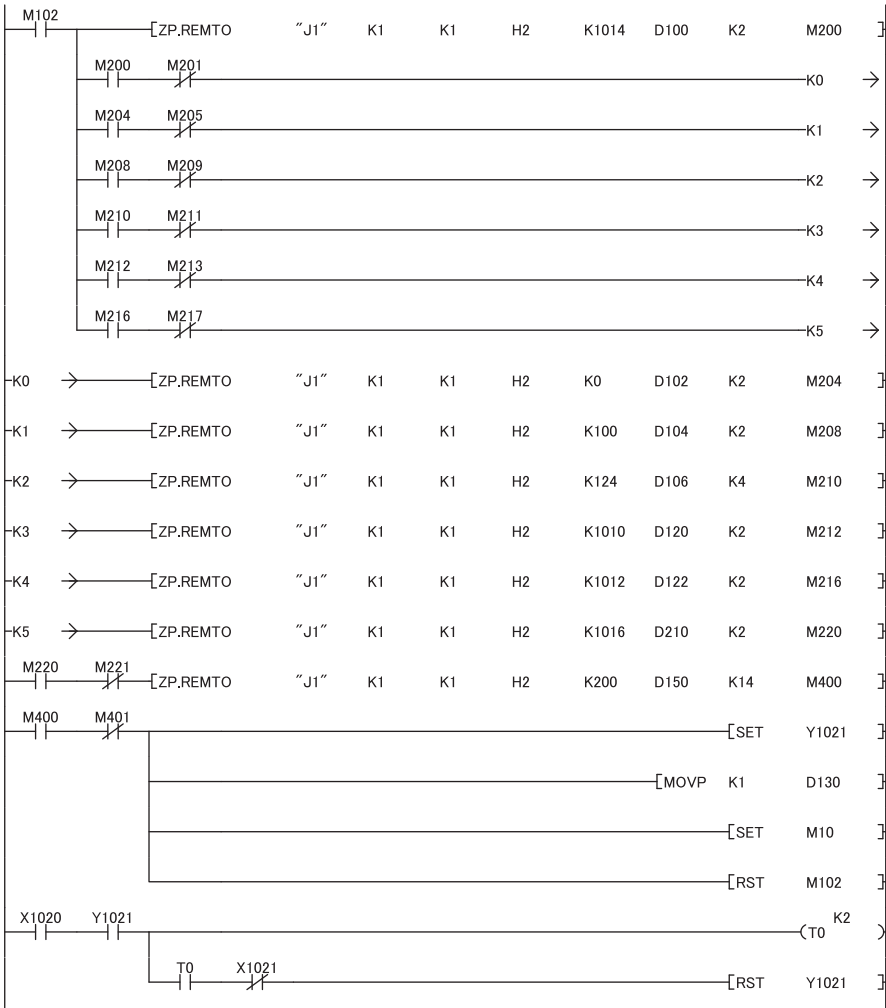 M102
ZP.REMTO "J1" K1 K1 H2 K1014 D100 K2 M200
M200 M201
K0
M204 M205
K1
M208 M209
K2
M210 M211
K3
M212 M213
K4
M216 M217
K5
K0 ZP.REMTO "J1" K1 K1 H2 K0 D102 K2 M204
K1 ZP.REMTO "J1" K1 K1 H2 K100 D104 K2 M208
K2 ZP.REMTO "J1" K1 K1 H2 K124 D106 K4 M210
K3 ZP.REMTO "J1" K1 K1 H2 K1010 D120 K2 M212
K4 ZP.REMTO "J1" K1 K1 H2 K1012 D122 K2 M216
K5 ZP.REMTO "J1" K1 K1 H2 K1016 D210 K2 M220
M220 M221
ZP.REMTO "J1" K1 K1 H2 K200 D150 K14 M400
M400 M401
SET Y1021
MOVP K1 D130
SET M10
RST M102
X1020 Y1021 K2
T0
T0 X1021
RST Y1021